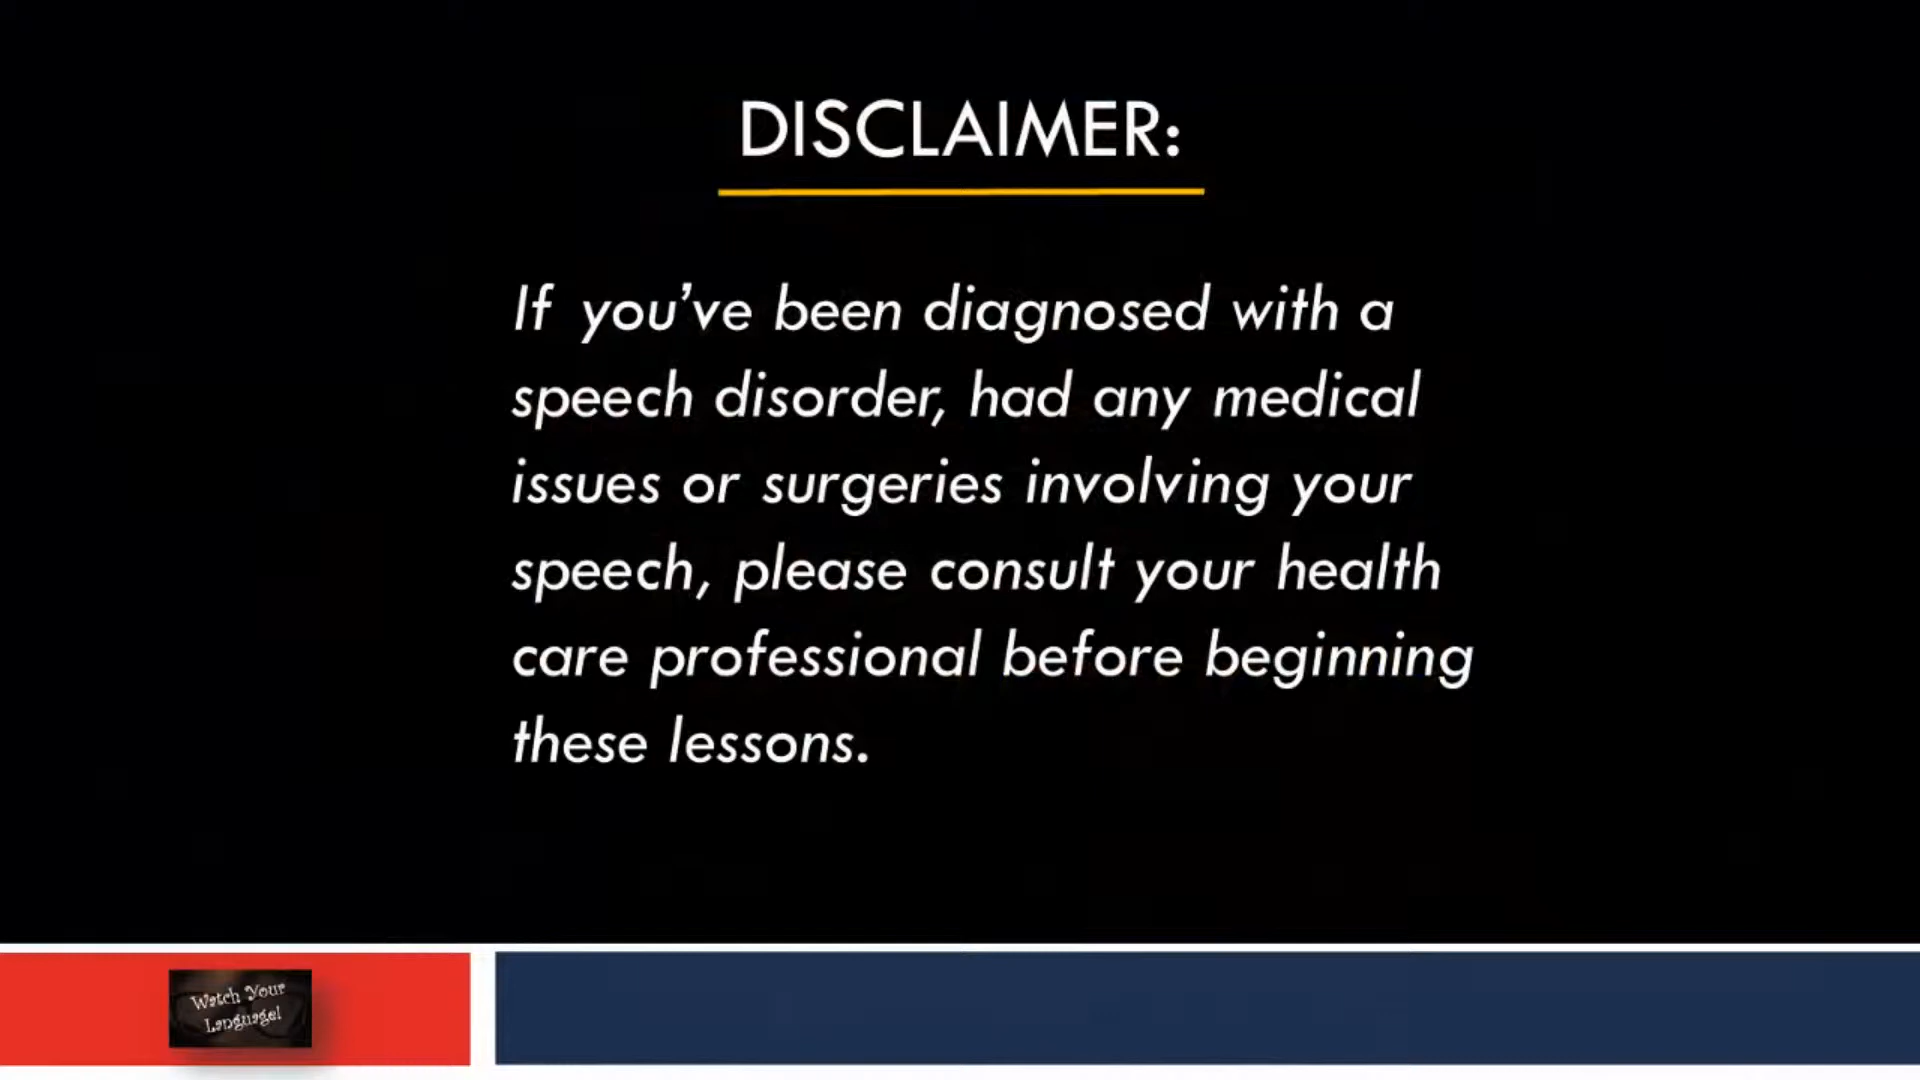 DISCLAIMER:
If you’ve been diagnosed with a
speech disorder, had any medical
issues or surgeries involving your
speech, please consult your health
care professional before beginning
these lessons.
Watch Your
Language!